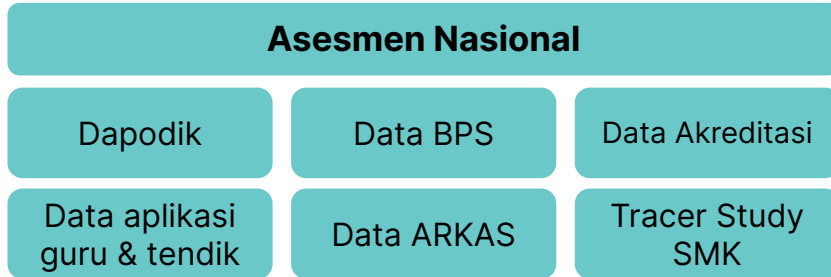 Asesmen Nasional
Dapodik
Data BPS
Data Akreditasi
Data aplikasi
guru & tendik
Data ARKAS
Tracer Study
SMK